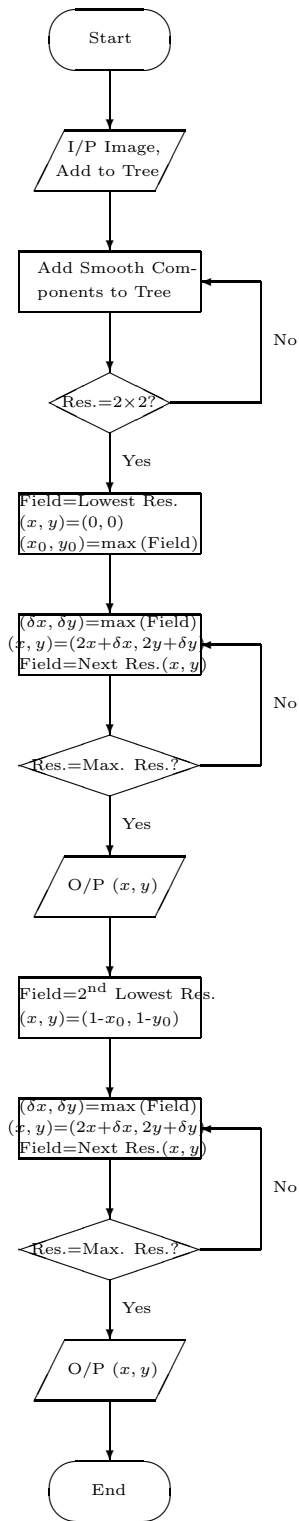 Start
I/P Image,
Add to Tree
Add Smooth Com-
ponents to Tree
No
Res.=2×2?
Yes
Field=Lowest Res.
(x, y)=(0, 0)
(x₀, y₀)=max (Field)
(δx, δy)=max (Field)
(x, y)=(2x+δx, 2y+δy)
Field=Next Res.(x, y)
No
Res.=Max. Res.?
Yes
O/P (x, y)
Field=2ⁿᵈ Lowest Res.
(x, y)=(1-x₀, 1-y₀)
(δx, δy)=max (Field)
(x, y)=(2x+δx, 2y+δy)
Field=Next Res.(x, y)
No
Res.=Max. Res.?
Yes
O/P (x, y)
End